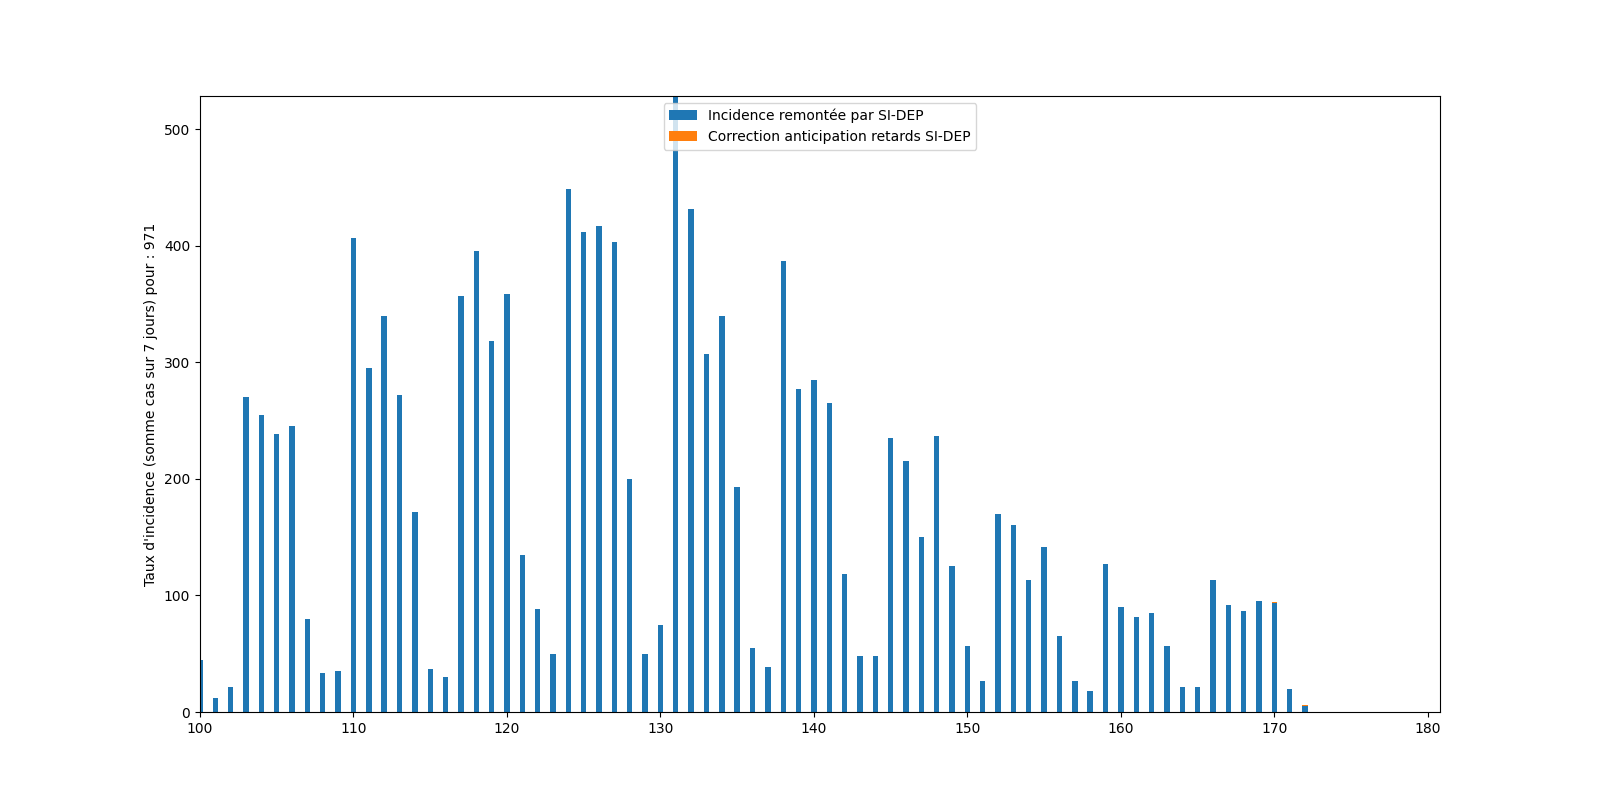 Incidence remontée par SI-DEP
Correction anticipation retards SI-DEP
Taux d'incidence (somme cas sur 7 jours) pour : 971
500
400
300
200
100
0
100 110 120 130 140 150 160 170 180